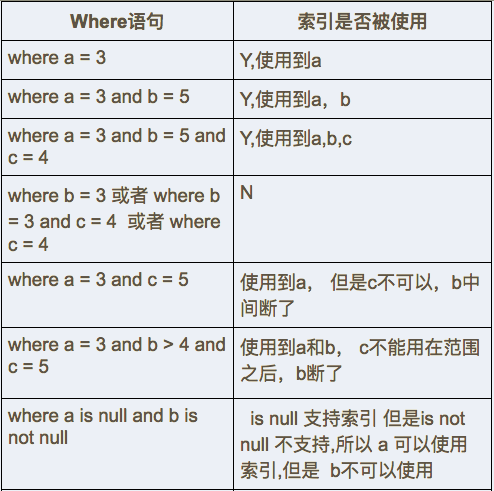 Where语句
索引是否被使用
where a = 3
Y,使用到a
where a = 3 and b = 5
Y,使用到a，b
where a = 3 and b = 5 and
c = 4
Y,使用到a,b,c
where b = 3 或者 where b
= 3 and c = 4 或者 where
c = 4
N
where a = 3 and c = 5
使用到a， 但是c不可以，b中
间断了
where a = 3 and b > 4 and
c = 5
使用到a和b， c不能用在范围
之后，b断了
where a is null and b is
not null
is null 支持索引 但是is not
null 不支持,所以 a 可以使用
索引,但是 b不可以使用